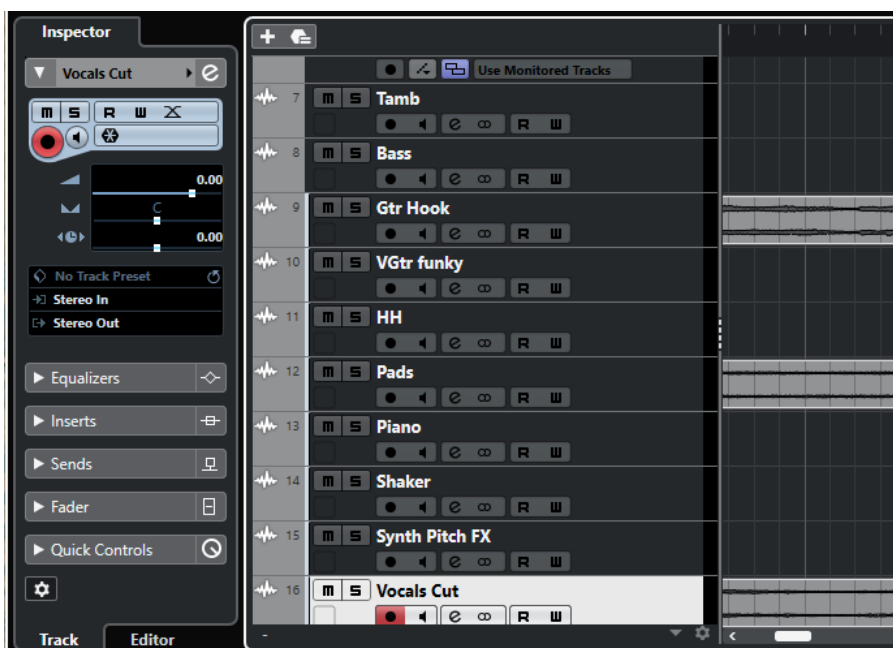 Inspector
Vocals Cut
m S R W
0.00
C
0.00
No Track Preset
Stereo In
Stereo Out
Equalizers
Inserts
Sends
Fader
Quick Controls
Track Editor
Use Monitored Tracks
7 m S Tamb
e R W
8 m S Bass
e R W
9 m S Gtr Hook
e R W
10 m S VGtr funky
e R W
11 m S HH
e R W
12 m S Pads
e R W
13 m S Piano
e R W
14 m S Shaker
e R W
15 m S Synth Pitch FX
e R W
16 m S Vocals Cut
e R W